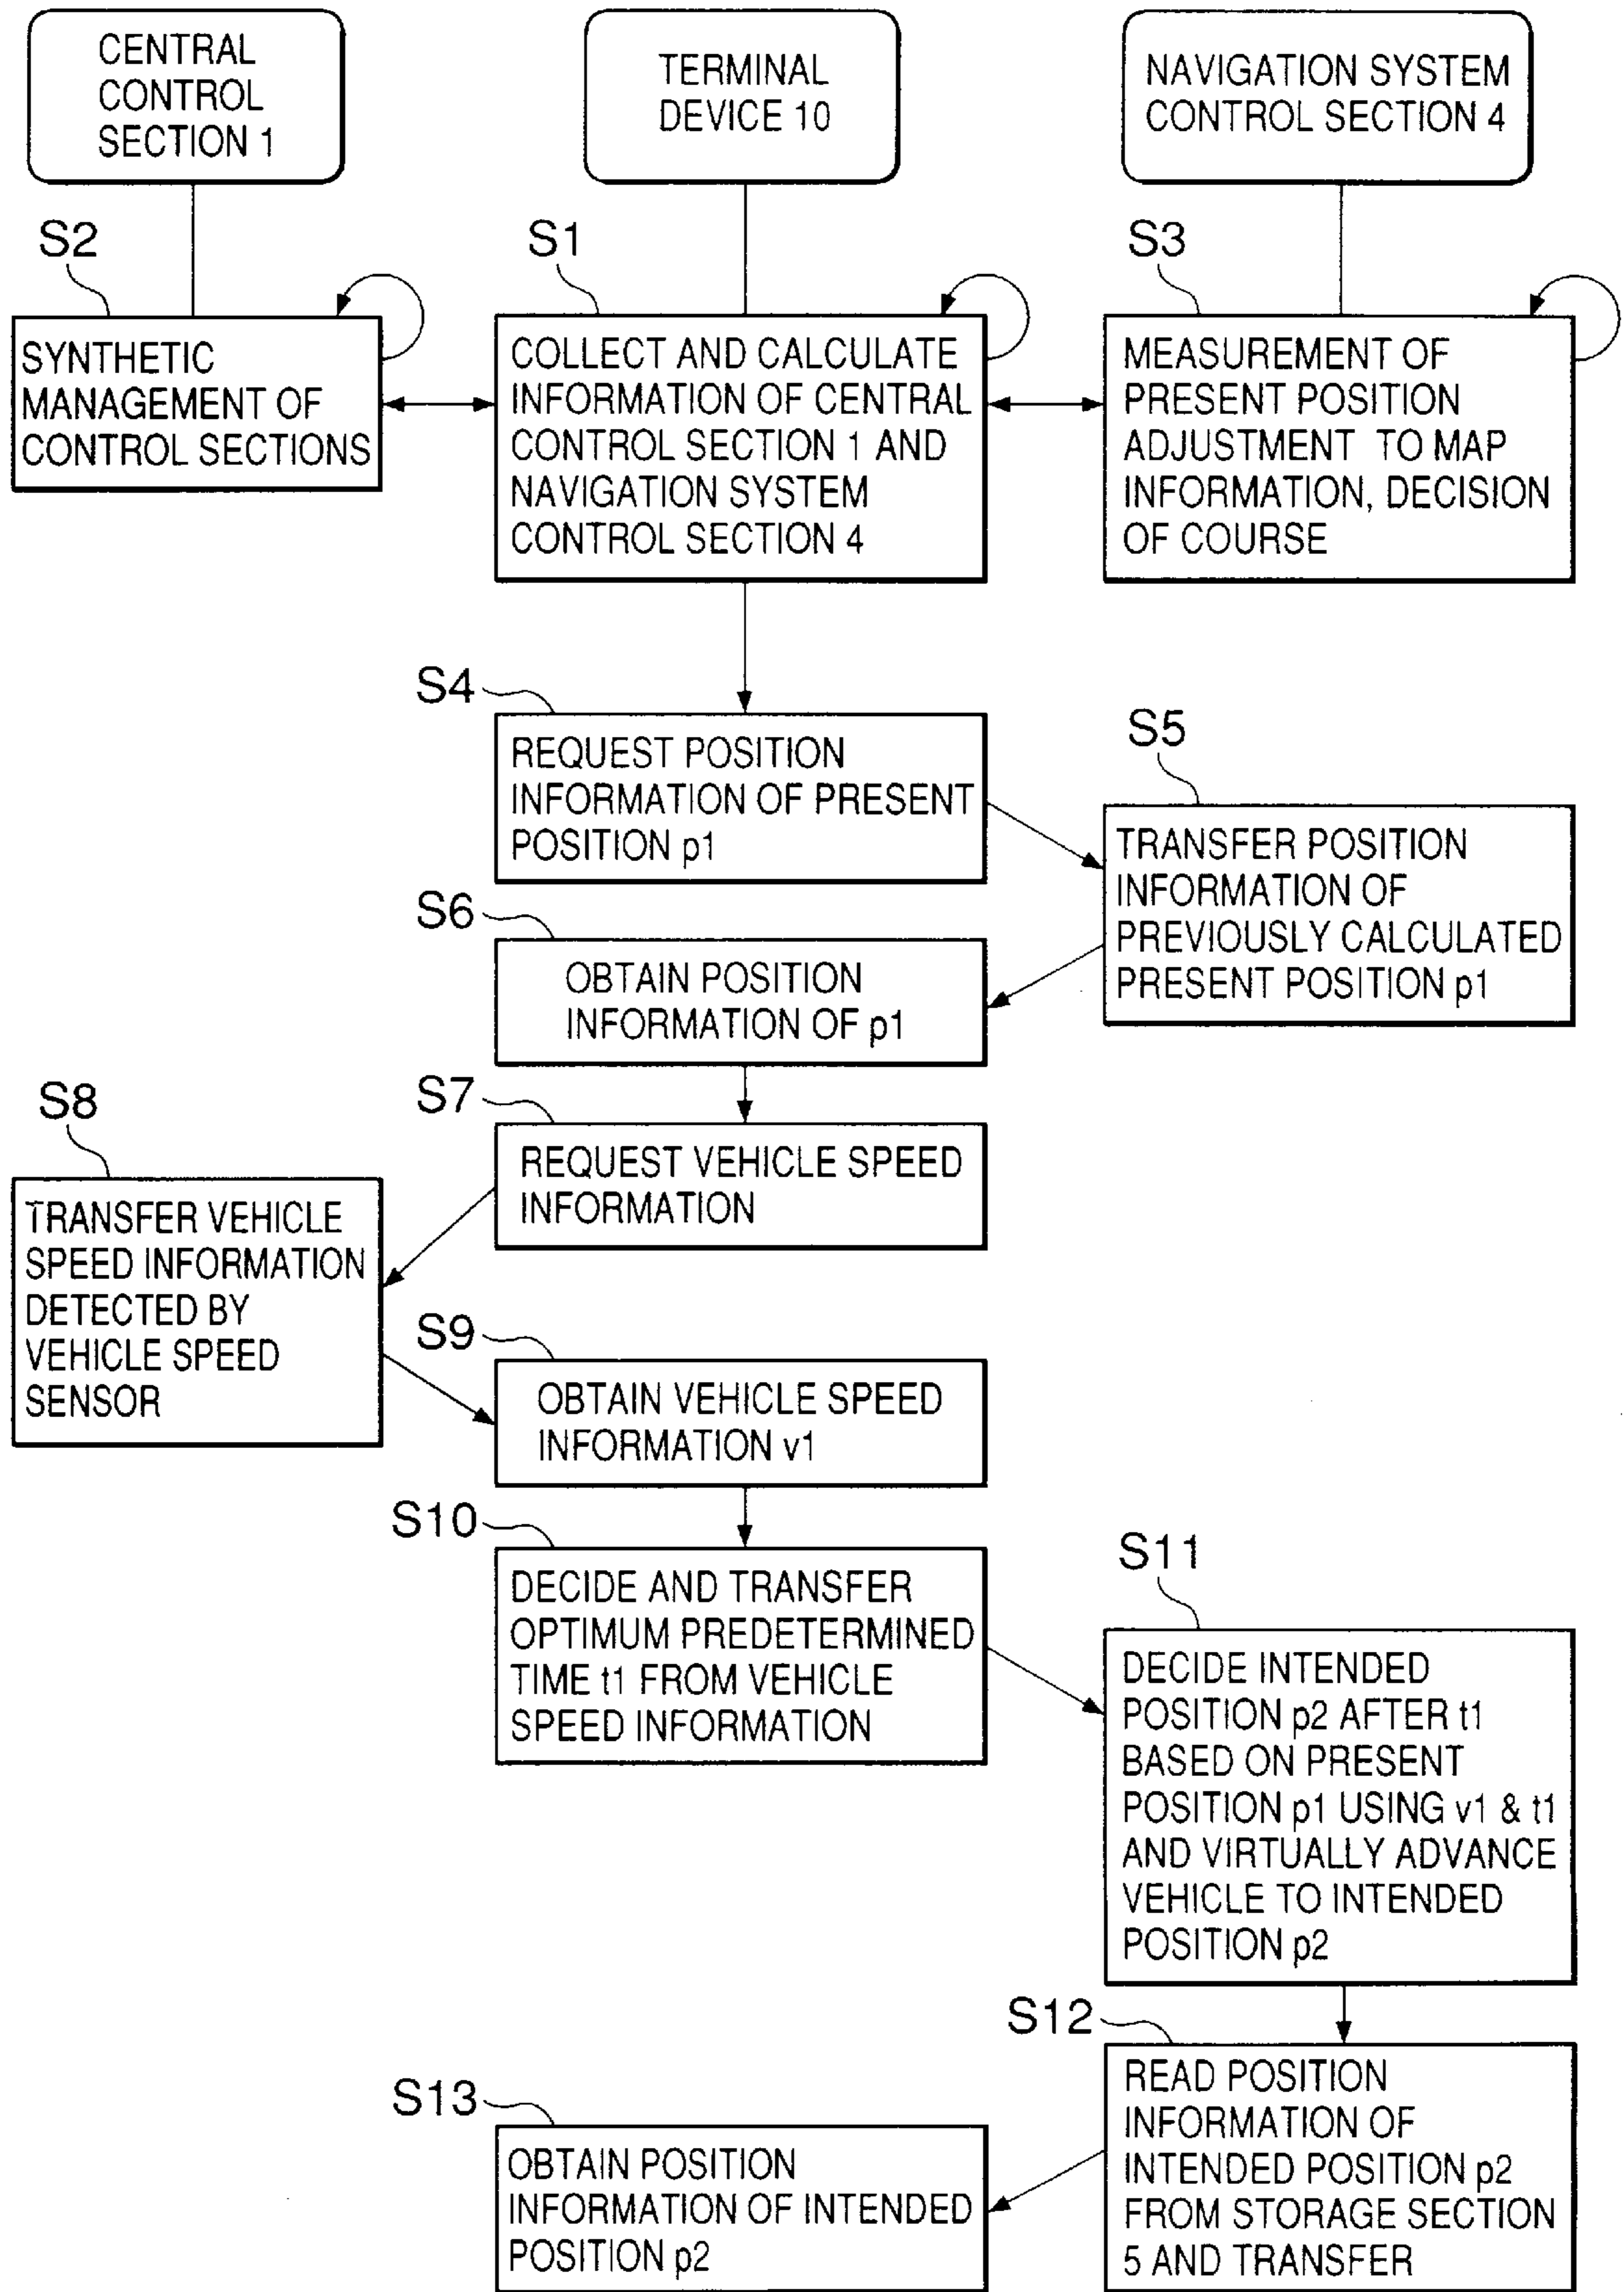 CENTRAL
CONTROL
SECTION 1
TERMINAL
DEVICE 10
NAVIGATION SYSTEM
CONTROL SECTION 4
S2
SYNTHETIC
MANAGEMENT OF
CONTROL SECTIONS
S1
COLLECT AND CALCULATE
INFORMATION OF CENTRAL
CONTROL SECTION 1 AND
NAVIGATION SYSTEM
CONTROL SECTION 4
S3
MEASUREMENT OF
PRESENT POSITION
ADJUSTMENT TO MAP
INFORMATION, DECISION
OF COURSE
S4
REQUEST POSITION
INFORMATION OF PRESENT
POSITION p1
S5
TRANSFER POSITION
INFORMATION OF
PREVIOUSLY CALCULATED
PRESENT POSITION p1
S6
OBTAIN POSITION
INFORMATION OF p1
S7
REQUEST VEHICLE SPEED
INFORMATION
S8
TRANSFER VEHICLE
SPEED INFORMATION
DETECTED BY
VEHICLE SPEED
SENSOR
S9
OBTAIN VEHICLE SPEED
INFORMATION v1
S10
DECIDE AND TRANSFER
OPTIMUM PREDETERMINED
TIME t1 FROM VEHICLE
SPEED INFORMATION
S11
DECIDE INTENDED
POSITION p2 AFTER t1
BASED ON PRESENT
POSITION p1 USING v1 & t1
AND VIRTUALLY ADVANCE
VEHICLE TO INTENDED
POSITION p2
S12
READ POSITION
INFORMATION OF
INTENDED POSITION p2
FROM STORAGE SECTION
5 AND TRANSFER
S13
OBTAIN POSITION
INFORMATION OF INTENDED
POSITION p2